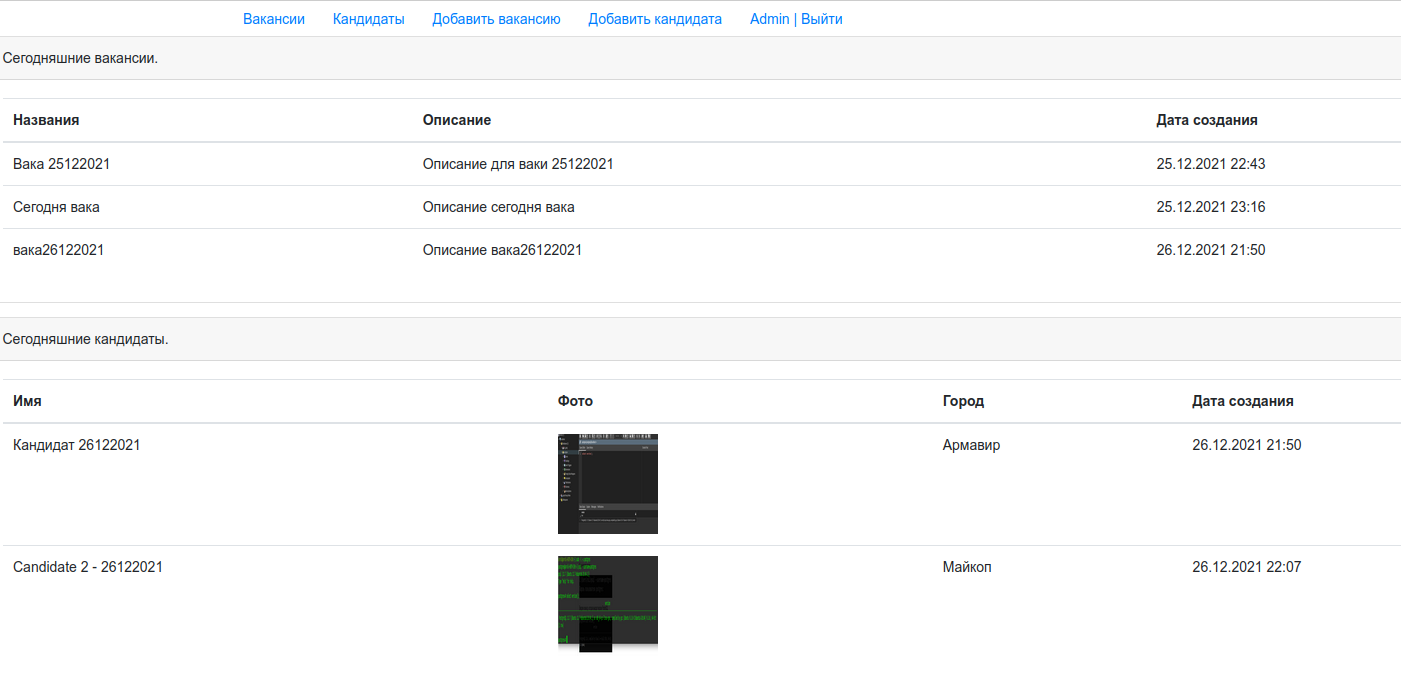 Вакансии Кандидаты Добавить вакансию Добавить кандидата Admin | Выйти
Сегодняшние вакансии.
Названия Описание Дата создания
Вака 25122021 Описание для ваки 25122021 25.12.2021 22:43
Сегодня вака Описание сегодня вака 25.12.2021 23:16
вака26122021 Описание вака26122021 26.12.2021 21:50
Сегодняшние кандидаты.
Имя Фото Город Дата создания
Кандидат 26122021 Армавир 26.12.2021 21:50
Candidate 2 - 26122021 Майкоп 26.12.2021 22:07